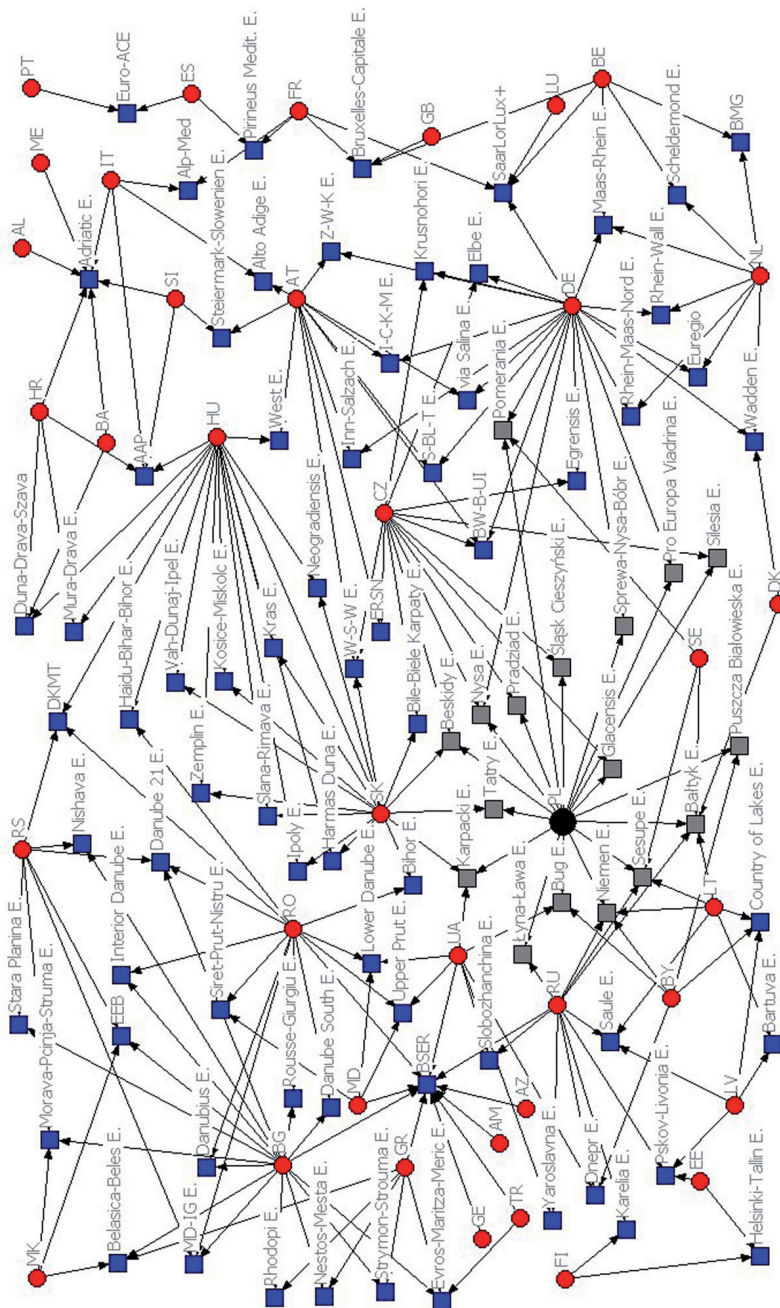 MK
RS
HR
AL
ME
PT
Stara Planina E.
Duna-Drava-Szava
Morava-Pcinja-Struma E.
Nishava E.
DKMT
Mura-Drava E.
BA
Adriatic E.
IT
Euro-ACE
Belasica-Beles E.
EEB
Interior Danube E.
Danube 21 E.
Haidu-Bihar-Bihor E.
AAP
SI
Alp-Med
ES
MD-IG E.
Danubius E.
Siret-Prut-Nistru E.
Zemplin E.
Vah-Dunaj-Ipel E.
Kosice-Miskolc E.
HU
Steiermark-Slowenien E.
Pirineus Medit. E.
Rhodopi E.
BG
Rousse-Giurgiu E.
RO
Slana-Rimava E.
Kras E.
West E.
Alto Adige E.
AT
FR
Nestos-Mesta E.
Danube South E.
Ipoly E.
Harmas Duna E.
Neogradiensis E.
Inn-Salzach E.
Z-W-K E.
Bruxelles-Capitale E.
Strymon-Strouma E.
MD
Lower Danube E.
SK
W-S-W E.
ERSN
CZ
I-C-K-M E.
Krusnohori E.
GB
Evros-Maritza-Meric E.
GR
BSER
Upper Prut E.
Bihor E.
Bile-Biele Karpaty E.
S-BL-T E.
via Salina E.
Elbe E.
SaarLorLux+
GE
AM
UA
Karpacki E.
Beskidy E.
Nysa E.
BW-B-UI
Pomerania E.
LU
TR
AZ
Slobozhanchina E.
Tatry E.
Pradziad E.
Egrensis E.
DE
BE
Yaroslavna E.
RU
Łyna-Ława E.
Bug E.
PL
Śląsk Cieszyński E.
Sprewa-Nysa-Bóbr E.
Rhein-Maas-Nord E.
Maas-Rhein E.
FI
Dnepr E.
Saule E.
Niemen E.
Glacensis E.
Pro Europa Viadrina E.
Rhein-Wall E.
Scheldemond E.
Karelia E.
Pskov-Livonia E.
BY
Sesupe E.
SE
Silesia E.
Euregio
BMG
EE
LV
LT
Bałtyk E.
Puszcza Białowieska E.
DK
Wadden E.
NL
Helsinki-Tallin E.
Bartuva E.
Country of Lakes E.